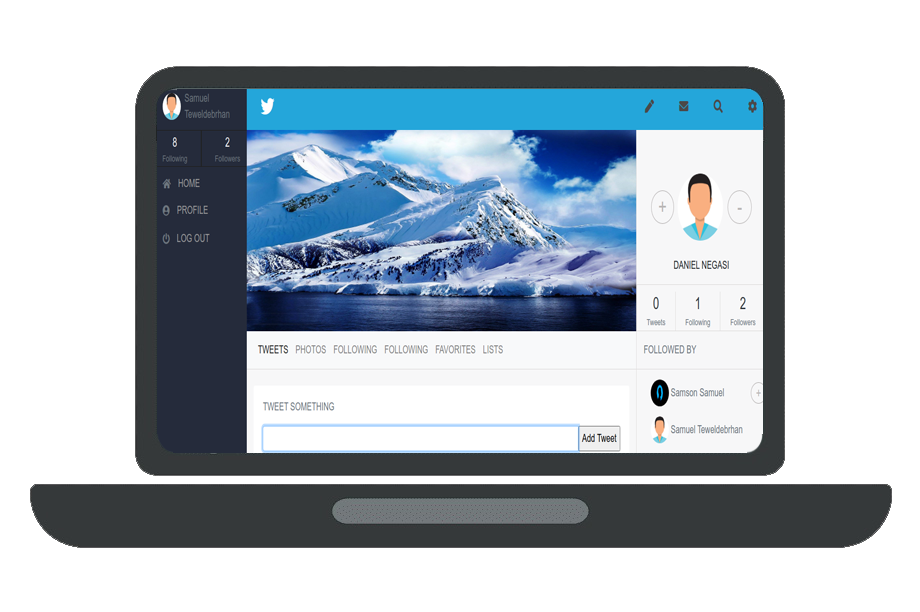 Samuel
Teweldebrhan
8
2
Following
Followers
HOME
PROFILE
LOG OUT
TWEETS PHOTOS FOLLOWING FOLLOWING FAVORITES LISTS
TWEET SOMETHING
Add Tweet
+
-
DANIEL NEGASI
0
1
2
Tweets
Following
Followers
FOLLOWED BY
Samson Samuel
+
Samuel Teweldebrhan